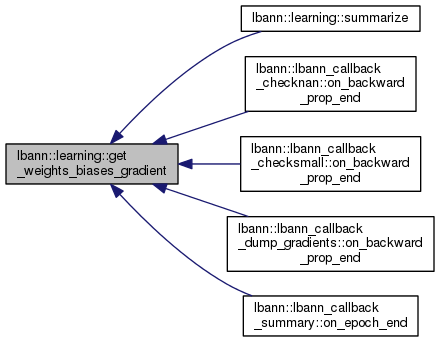 lbann::learning::summarize
lbann::lbann_callback
_checknan::on_backward
_prop_end
lbann::learning::get
_weights_biases_gradient
lbann::lbann_callback
_checksmall::on_backward
_prop_end
lbann::lbann_callback
_dump_gradients::on_backward
_prop_end
lbann::lbann_callback
_summary::on_epoch_end